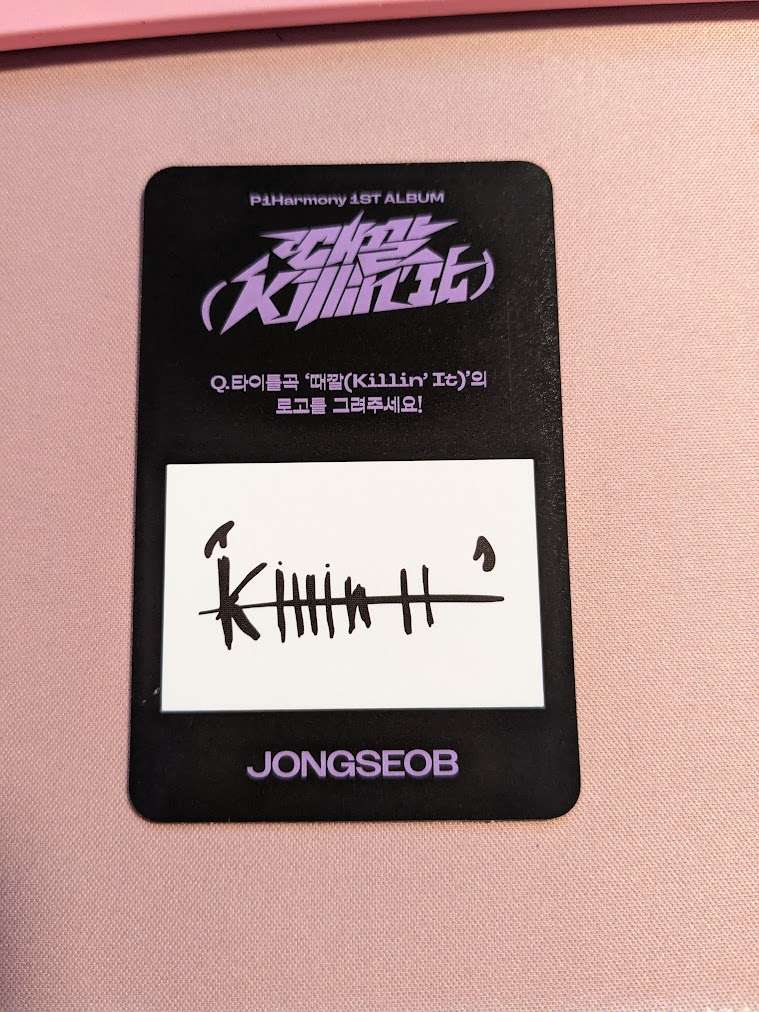 P1Harmony 1ST ALBUM
때깔
(Killin' It)
Q.타이틀곡 '때깔(Killin' It)'의
로고를 그려주세요!
'Killin It'
JONGSEOB